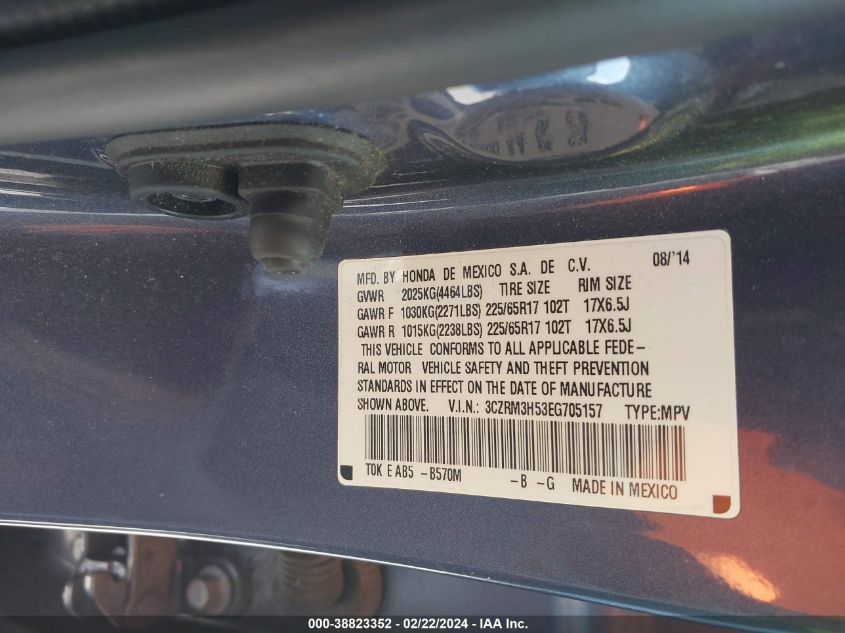 MFD. BY HONDA DE MEXICO S.A. DE C.V. 08/'14
GVWR 2025KG(4464LBS) TIRE SIZE RIM SIZE
GAWR F 1030KG(2271LBS) 225/65R17 102T 17X6.5J
GAWR R 1015KG(2238LBS) 225/65R17 102T 17X6.5J
THIS VEHICLE CONFORMS TO ALL APPLICABLE FEDE-
RAL MOTOR VEHICLE SAFETY AND THEFT PREVENTION
STANDARDS IN EFFECT ON THE DATE OF MANUFACTURE
SHOWN ABOVE. V.I.N.: 3CZRM3H53EG705157 TYPE:MPV
TOK E AB5 -B570M -B -G MADE IN MEXICO
000-38823352 - 02/22/2024 - IAA Inc.